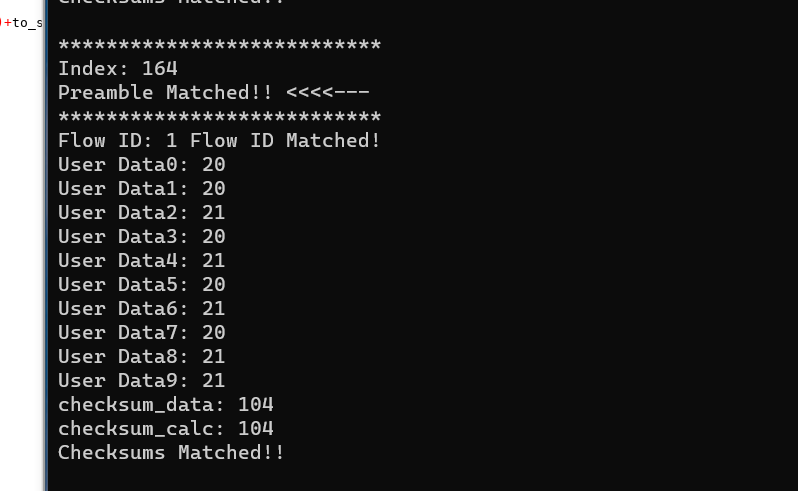 checksums Matched!!
)+to_s
***************************
Index: 164
Preamble Matched!! <<<<---
***************************
Flow ID: 1 Flow ID Matched!
User Data0: 20
User Data1: 20
User Data2: 21
User Data3: 20
User Data4: 21
User Data5: 20
User Data6: 21
User Data7: 20
User Data8: 21
User Data9: 21
checksum_data: 104
checksum_calc: 104
Checksums Matched!!